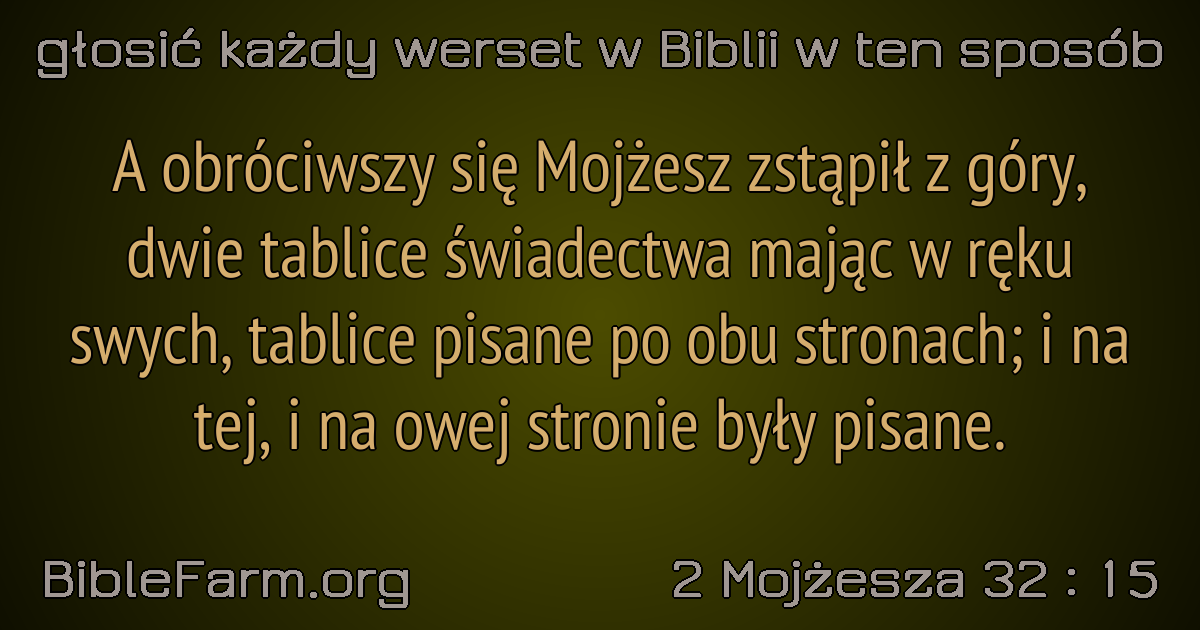 głosić każdy werset w Biblii w ten sposób
A obróciwszy się Mojżesz zstąpił z góry,
dwie tablice świadectwa mając w ręku
swych, tablice pisane po obu stronach; i na
tej, i na owej stronie były pisane.
BibleFarm.org
2 Mojżesza 32 : 15